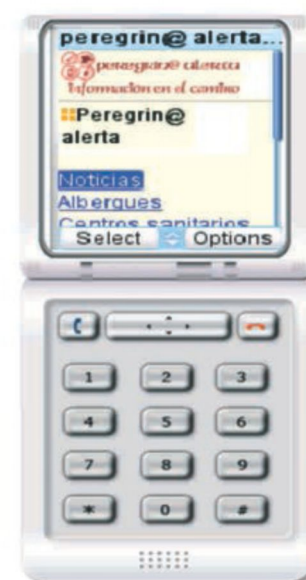 peregrin@ alerta...
peregrin@ alerta
Información en el camino
Peregrin@
alerta
Noticias
Albergues
Centros sanitarios
Select Options
1 2 3
4 5 6
7 8 9
* 0 #